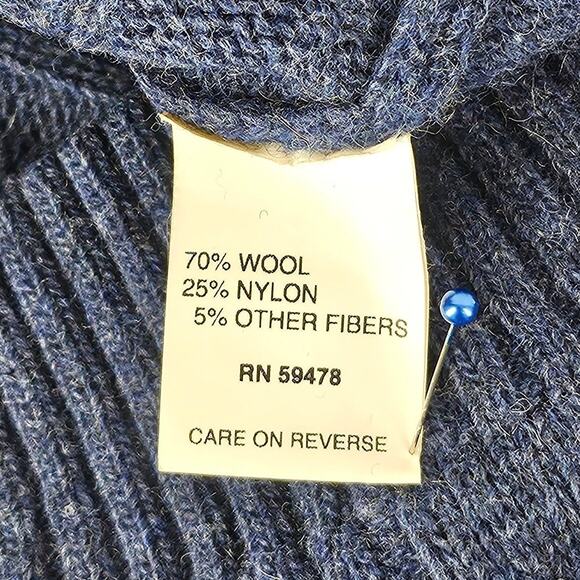 70% WOOL
25% NYLON
5% OTHER FIBERS
RN 59478
CARE ON REVERSE